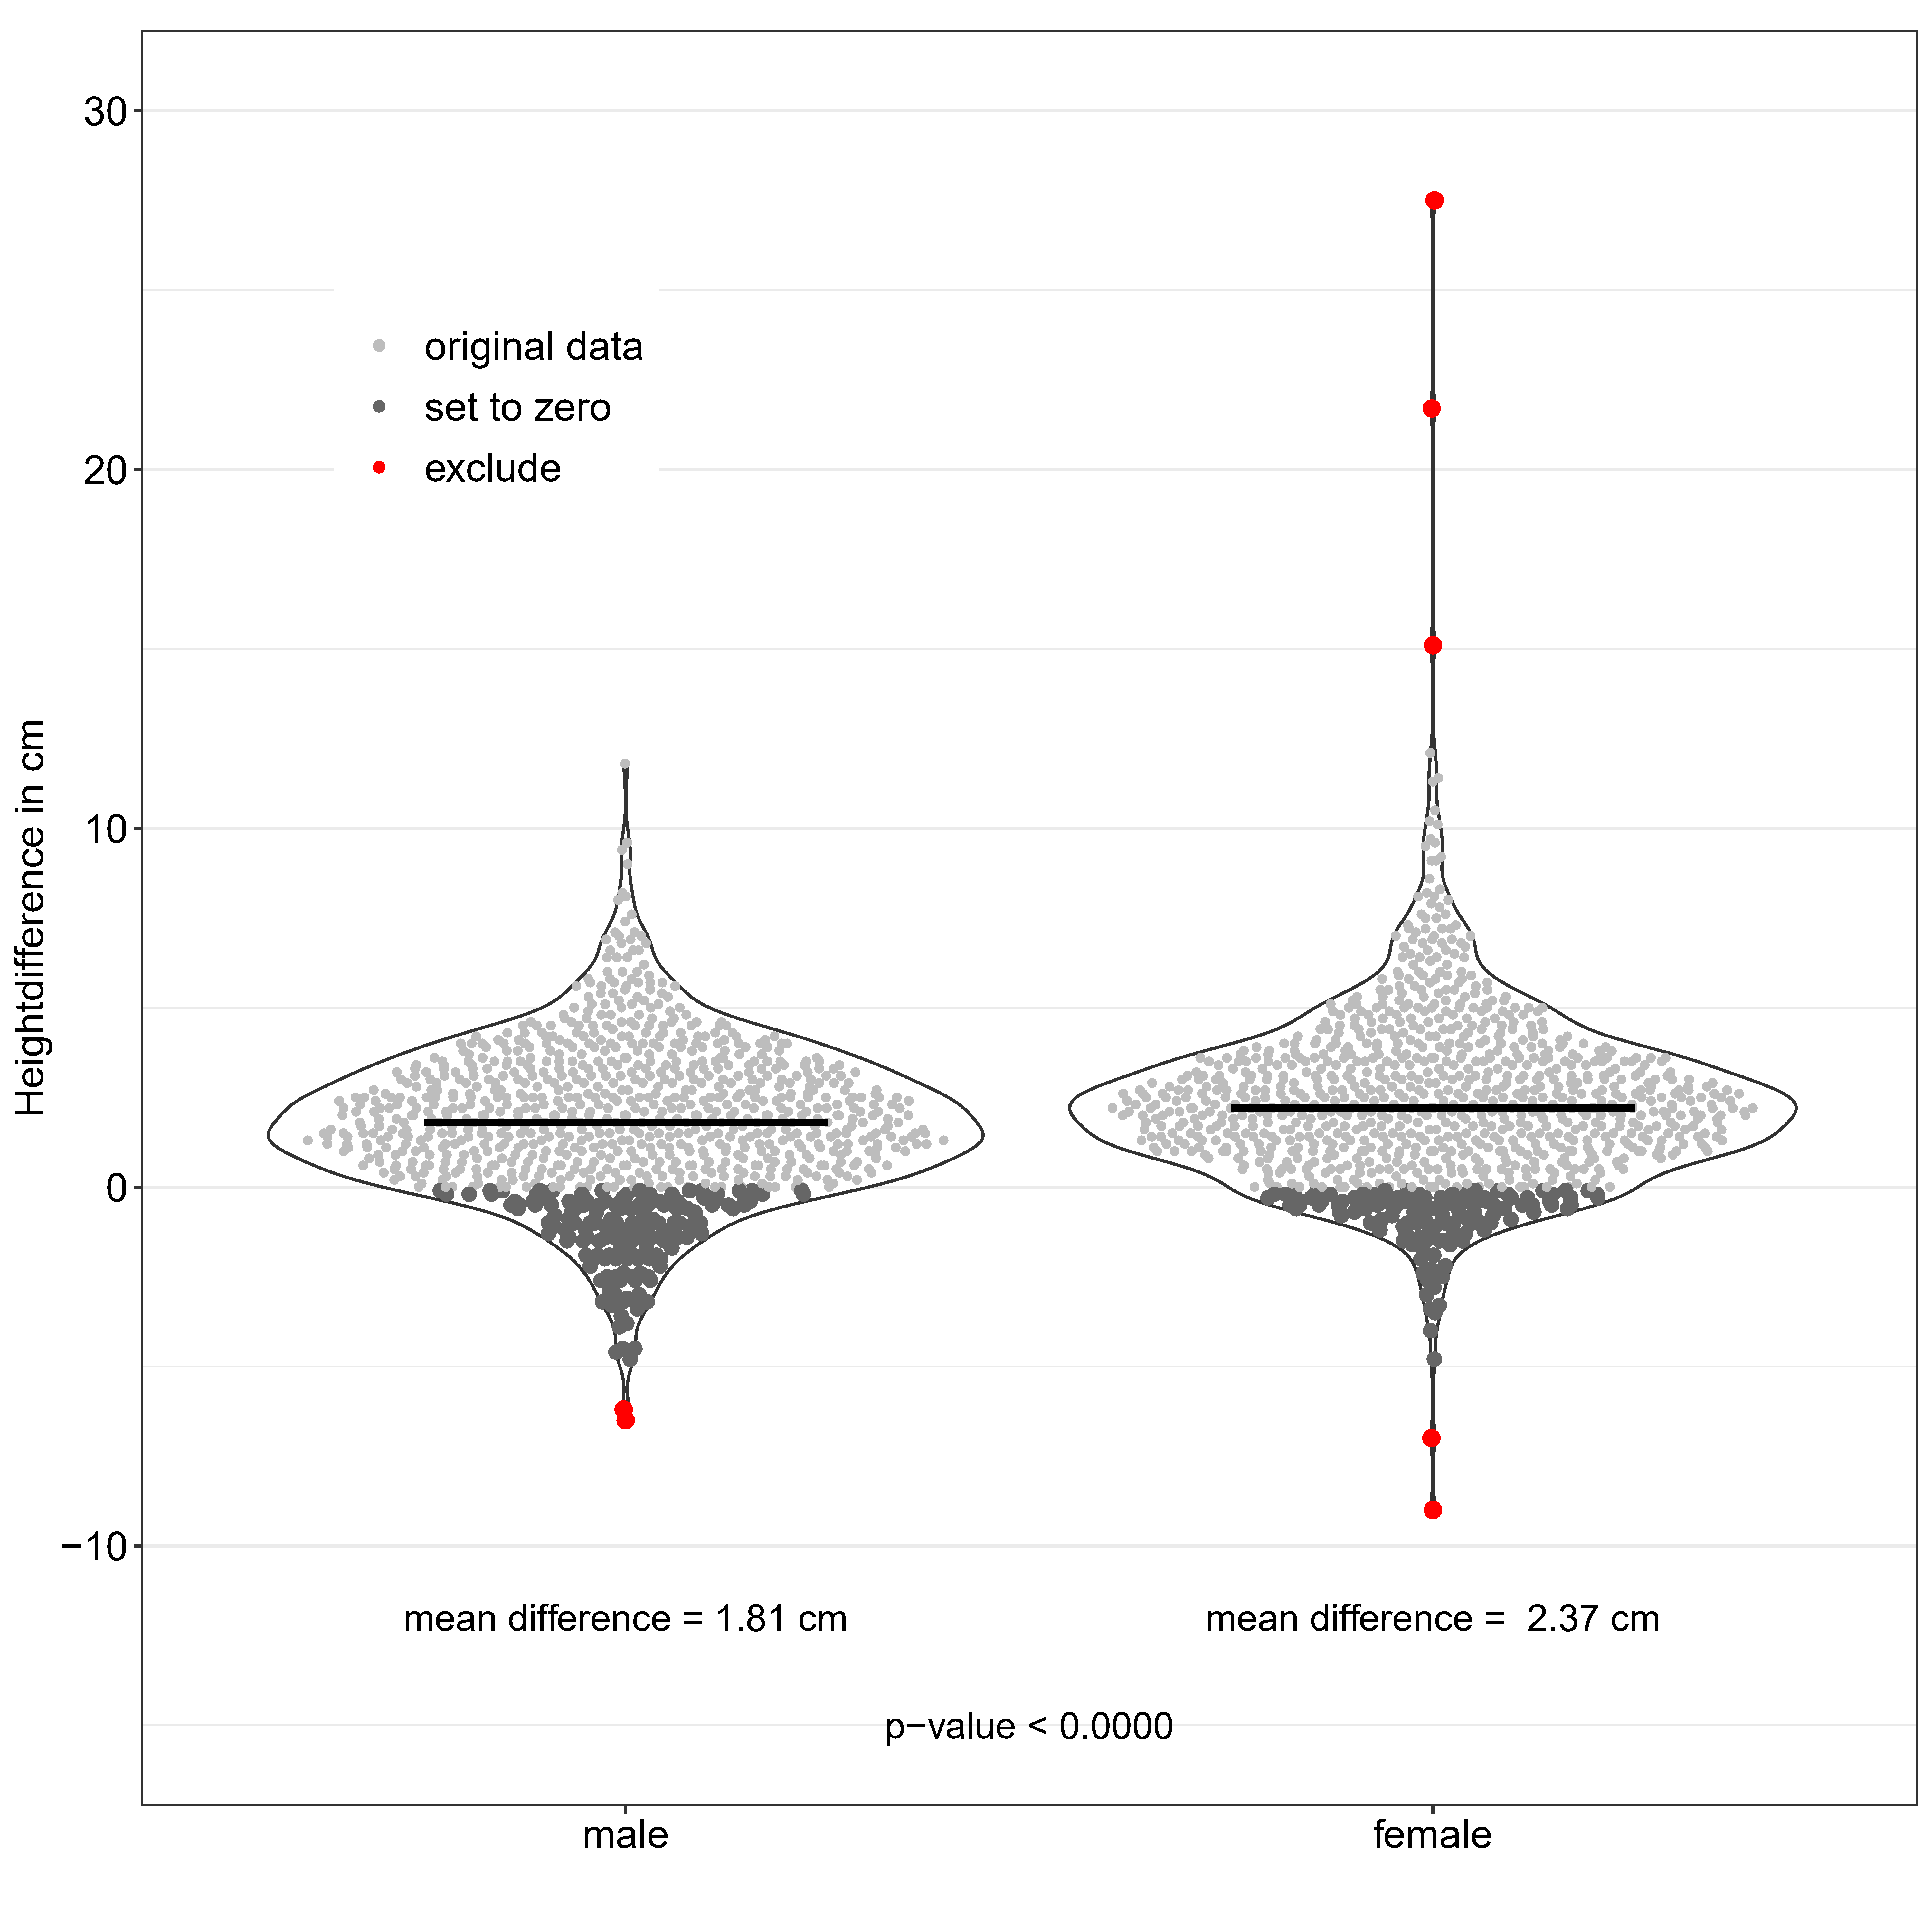 Heightdifference in cm
30
20
10
0
−10
original data
set to zero
exclude
mean difference = 1.81 cm
mean difference =  2.37 cm
p−value < 0.0000
male
female